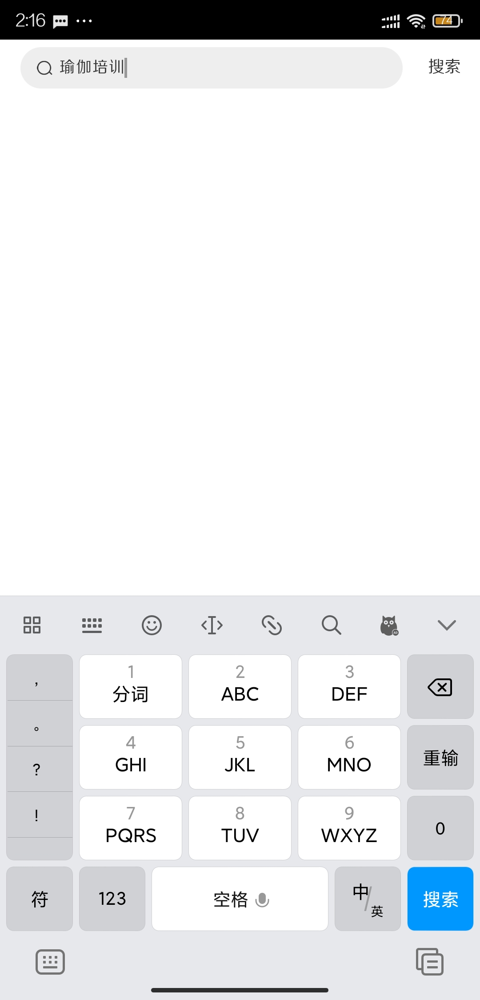 2:16 74
瑜伽培训 搜索
, 1 2 3
分词 ABC DEF
。 4 5 6
? GHI JKL MNO 重输
! 7 8 9
PQRS TUV WXYZ 0
符 123 空格 中/英 搜索